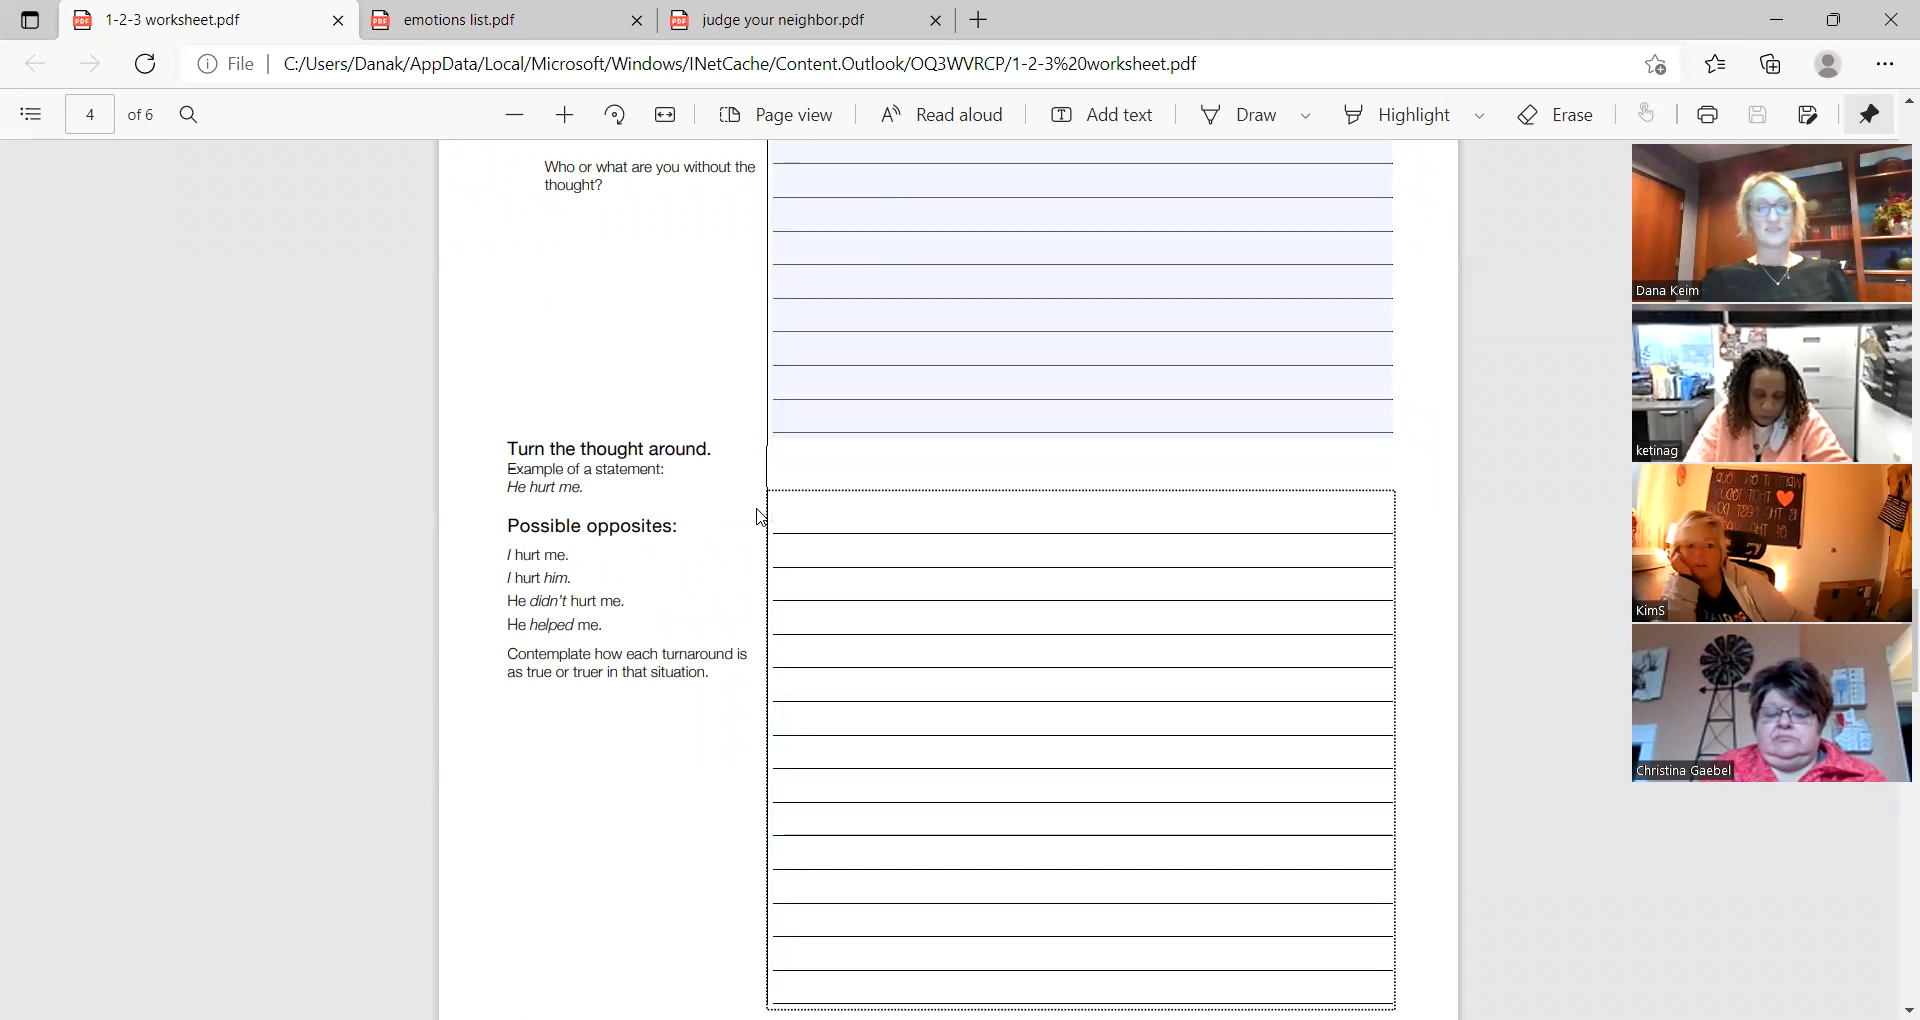 1-2-3 worksheet.pdf
emotions list.pdf
judge your neighbor.pdf
File
C:/Users/Danak/AppData/Local/Microsoft/Windows/INetCache/Content.Outlook/OQ3WVRCP/1-2-3%20worksheet.pdf
4 of 6
Page view
Read aloud
Add text
Draw
Highlight
Erase
Who or what are you without the
thought?
Turn the thought around.
Example of a statement:
He hurt me.
Possible opposites:
I hurt me.
I hurt him.
He didn't hurt me.
He helped me.
Contemplate how each turnaround is
as true or truer in that situation.
Dana Keim
ketinag
KimS
Christina Gaebel